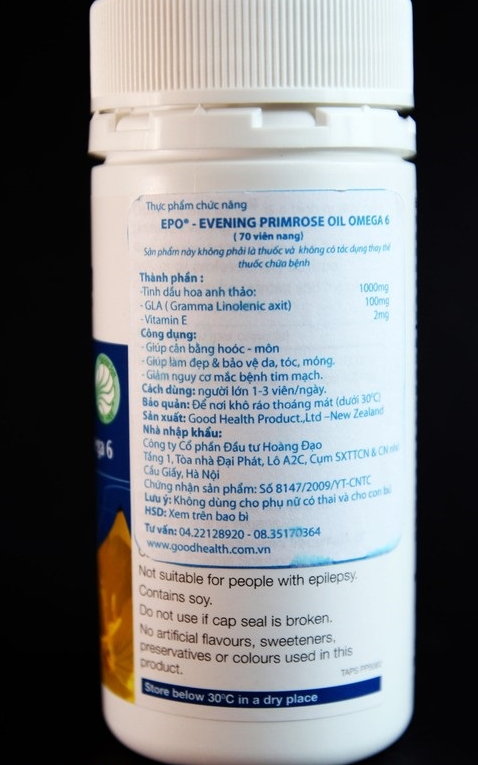 Thực phẩm chức năng
EPO® - EVENING PRIMROSE OIL OMEGA 6
( 70 viên nang)
Sản phẩm này không phải là thuốc và không có tác dụng thay thế
thuốc chữa bệnh
Thành phần :
-Tinh dầu hoa anh thảo: 1000mg
- GLA ( Gramma Linolenic axit) 100mg
- Vitamin E 2mg
Công dụng:
- Giúp cân bằng hoóc - môn
- Giúp làm đẹp & bảo vệ da, tóc, móng.
- Giảm nguy cơ mắc bệnh tim mạch.
Cách dùng: người lớn 1-3 viên/ngày.
Bảo quản: Để nơi khô ráo thoáng mát (dưới 30°C)
Sản xuất: Good Health Product.,Ltd –New Zealand
Nhà nhập khẩu:
Công ty Cổ phần Đầu tư Hoàng Đạo
Tầng 1, Tòa nhà Đại Phát, Lô A2C, Cụm SXTTCN & CN
Cầu Giấy, Hà Nội
Chứng nhận sản phẩm: Số 8147/2009/YT-CNTC
Lưu ý: Không dùng cho phụ nữ có thai và cho con bú
HSD: Xem trên bao bì
Tư vấn: 04.22128920 - 08.35170364
www.goodhealth.com.vn
ga 6
Not suitable for people with epilepsy.
Contains soy.
Do not use if cap seal is broken.
No artificial flavours, sweeteners,
preservatives or colours used in this
product.
Store below 30°C in a dry place